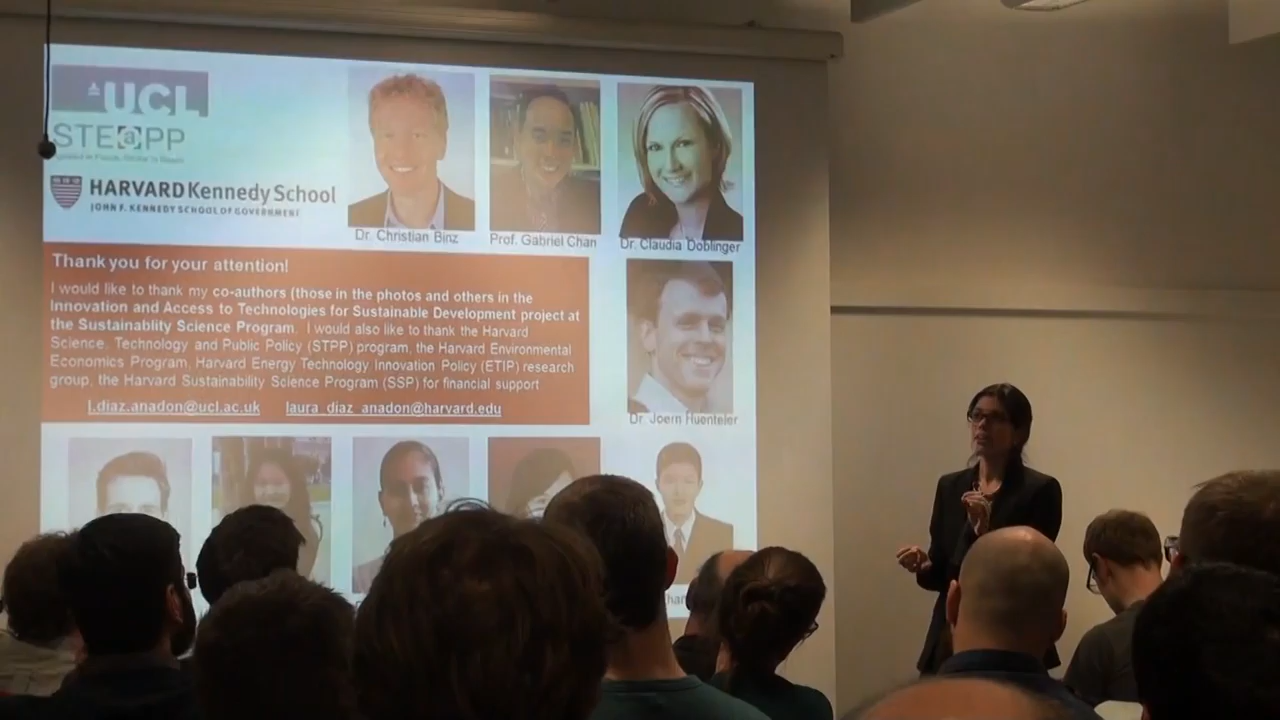 UCL
STEaPP
HARVARD Kennedy School
JOHN F. KENNEDY SCHOOL OF GOVERNMENT
Dr. Christian Binz
Prof. Gabriel Chan
Dr. Claudia Doblinger
Thank you for your attention!
I would like to thank my co-authors (those in the photos and others in the
Innovation and Access to Technologies for Sustainable Development project at
the Sustainablity Science Program. I would also like to thank the Harvard
Science, Technology and Public Policy (STPP) program, the Harvard Environmental
Economics Program, Harvard Energy Technology Innovation Policy (ETIP) research
group, the Harvard Sustainability Science Program (SSP) for financial support
l.diaz.anadon@ucl.ac.uk laura_diaz_anadon@harvard.edu
Dr. Joern Huenteler